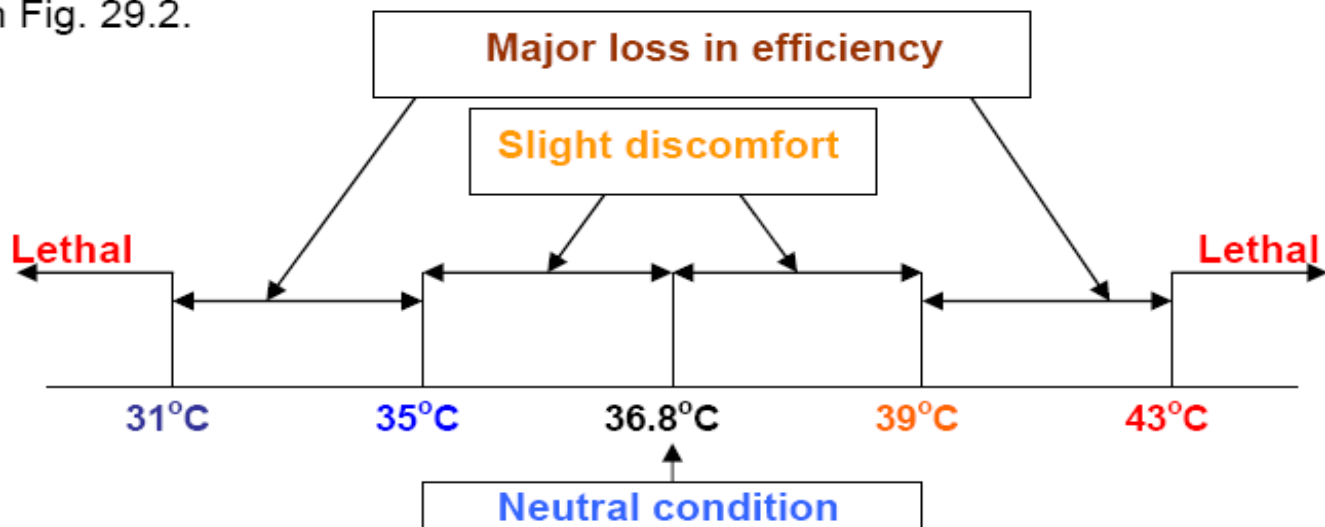 Fig. 29.2.
Major loss in efficiency
Slight discomfort
Lethal
Lethal
31°C 35°C 36.8°C 39°C 43°C
Neutral condition